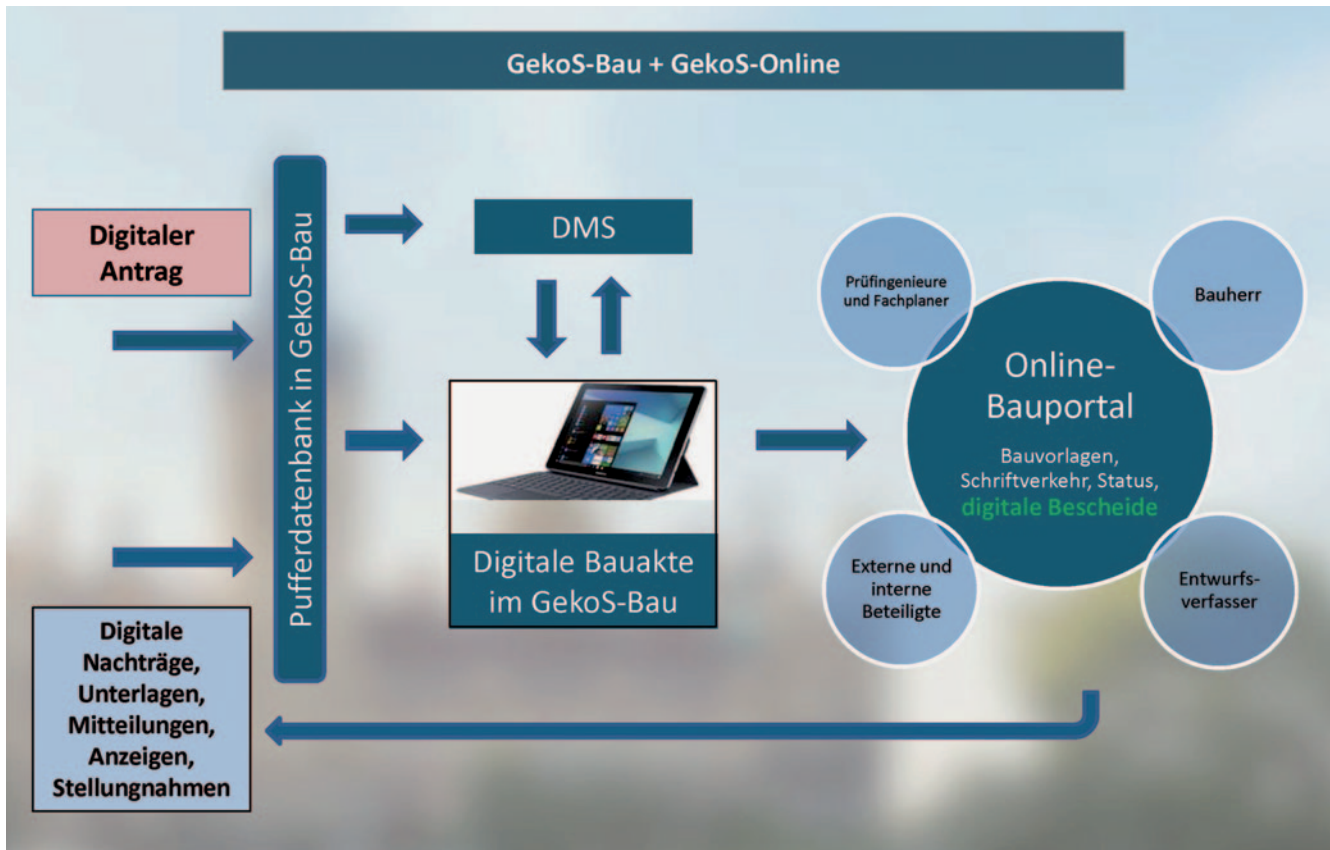 GekoS-Bau + GekoS-Online
Digitaler
Antrag
Pufferdatenbank in GekoS-Bau
DMS
Digitale Bauakte
im GekoS-Bau
Prüfingenieure
und Fachplaner
Bauherr
Online-
Bauportal
Bauvorlagen,
Schriftverkehr, Status,
digitale Bescheide
Externe und
interne
Beteiligte
Entwurfs-
verfasser
Digitale
Nachträge,
Unterlagen,
Mitteilungen,
Anzeigen,
Stellungnahmen